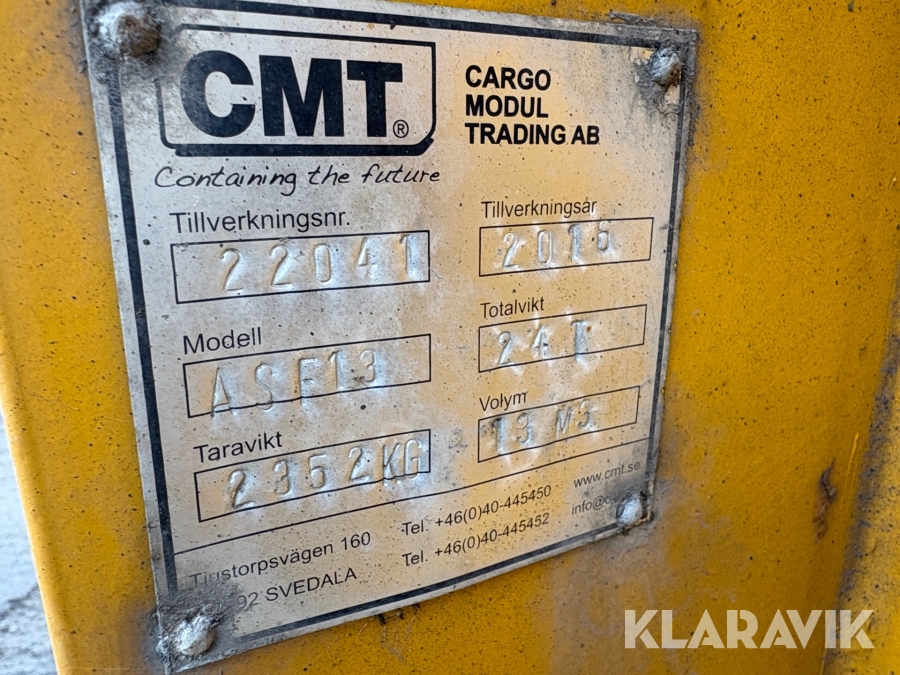 CMT®
CARGO
MODUL
TRADING AB
Containing the future
Tillverkningsnr.
22041
Tillverkningsår
2016
Modell
ASF13
Totalvikt
24 T
Taravikt
2352KG
Volym
13 M3
160
Tel. +46(0)40-445450
www.cmt.se
SVEDALA
Tel. +46(0)40-445452
KLARAVIK